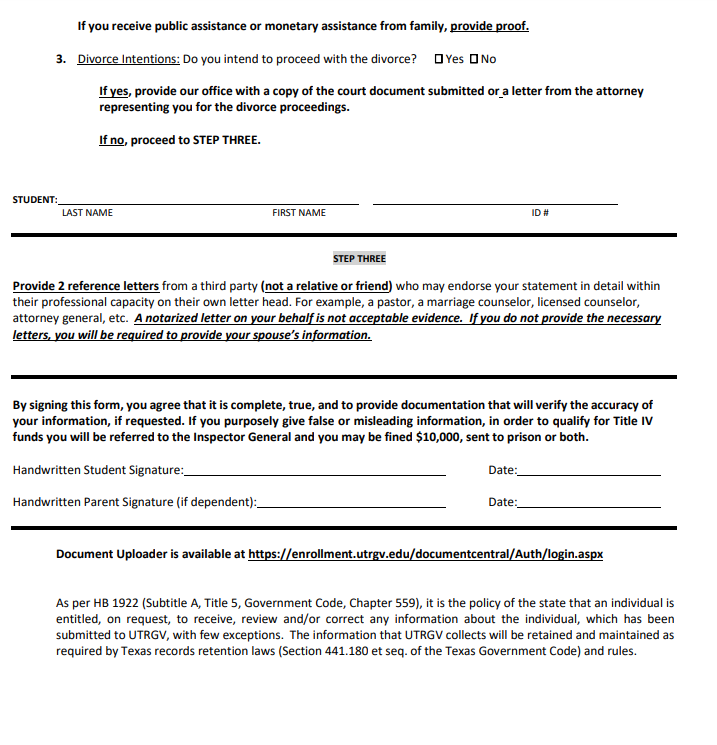 If you receive public assistance or monetary assistance from family, provide proof.
3. Divorce Intentions: Do you intend to proceed with the divorce? ☐ Yes ☐ No
If yes, provide our office with a copy of the court document submitted or a letter from the attorney
representing you for the divorce proceedings.
If no, proceed to STEP THREE.
STUDENT:
LAST NAME FIRST NAME ID #
STEP THREE
Provide 2 reference letters from a third party (not a relative or friend) who may endorse your statement in detail within
their professional capacity on their own letter head. For example, a pastor, a marriage counselor, licensed counselor,
attorney general, etc. A notarized letter on your behalf is not acceptable evidence. If you do not provide the necessary
letters, you will be required to provide your spouse's information.
By signing this form, you agree that it is complete, true, and to provide documentation that will verify the accuracy of
your information, if requested. If you purposely give false or misleading information, in order to qualify for Title IV
funds you will be referred to the Inspector General and you may be fined $10,000, sent to prison or both.
Handwritten Student Signature: Date:
Handwritten Parent Signature (if dependent): Date:
Document Uploader is available at https://enrollment.utrgv.edu/documentcentral/Auth/login.aspx
As per HB 1922 (Subtitle A, Title 5, Government Code, Chapter 559), it is the policy of the state that an individual is
entitled, on request, to receive, review and/or correct any information about the individual, which has been
submitted to UTRGV, with few exceptions. The information that UTRGV collects will be retained and maintained as
required by Texas records retention laws (Section 441.180 et seq. of the Texas Government Code) and rules.